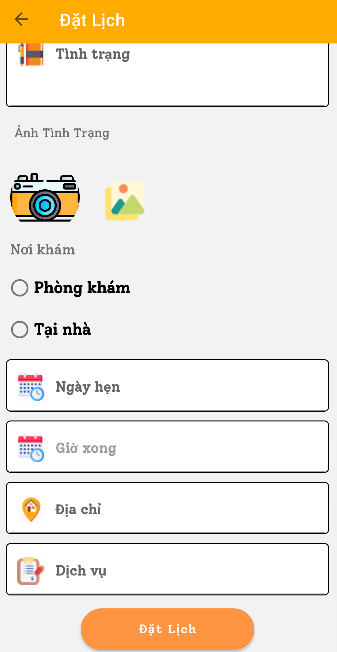 Đặt Lịch
Tình trạng
Ảnh Tình Trạng
Nơi khám
Phòng khám
Tại nhà
Ngày hẹn
Giờ xong
Địa chỉ
Dịch vụ
Đặt Lịch